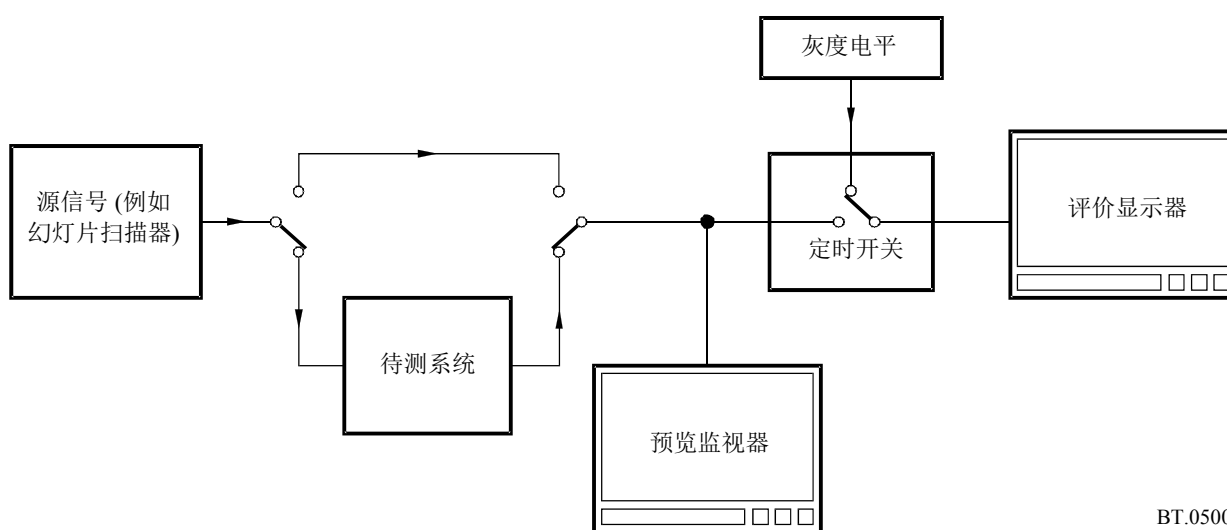 灰度电平
源信号 (例如
幻灯片扫描器)
定时开关
评价显示器
待测系统
预览监视器
BT.0500